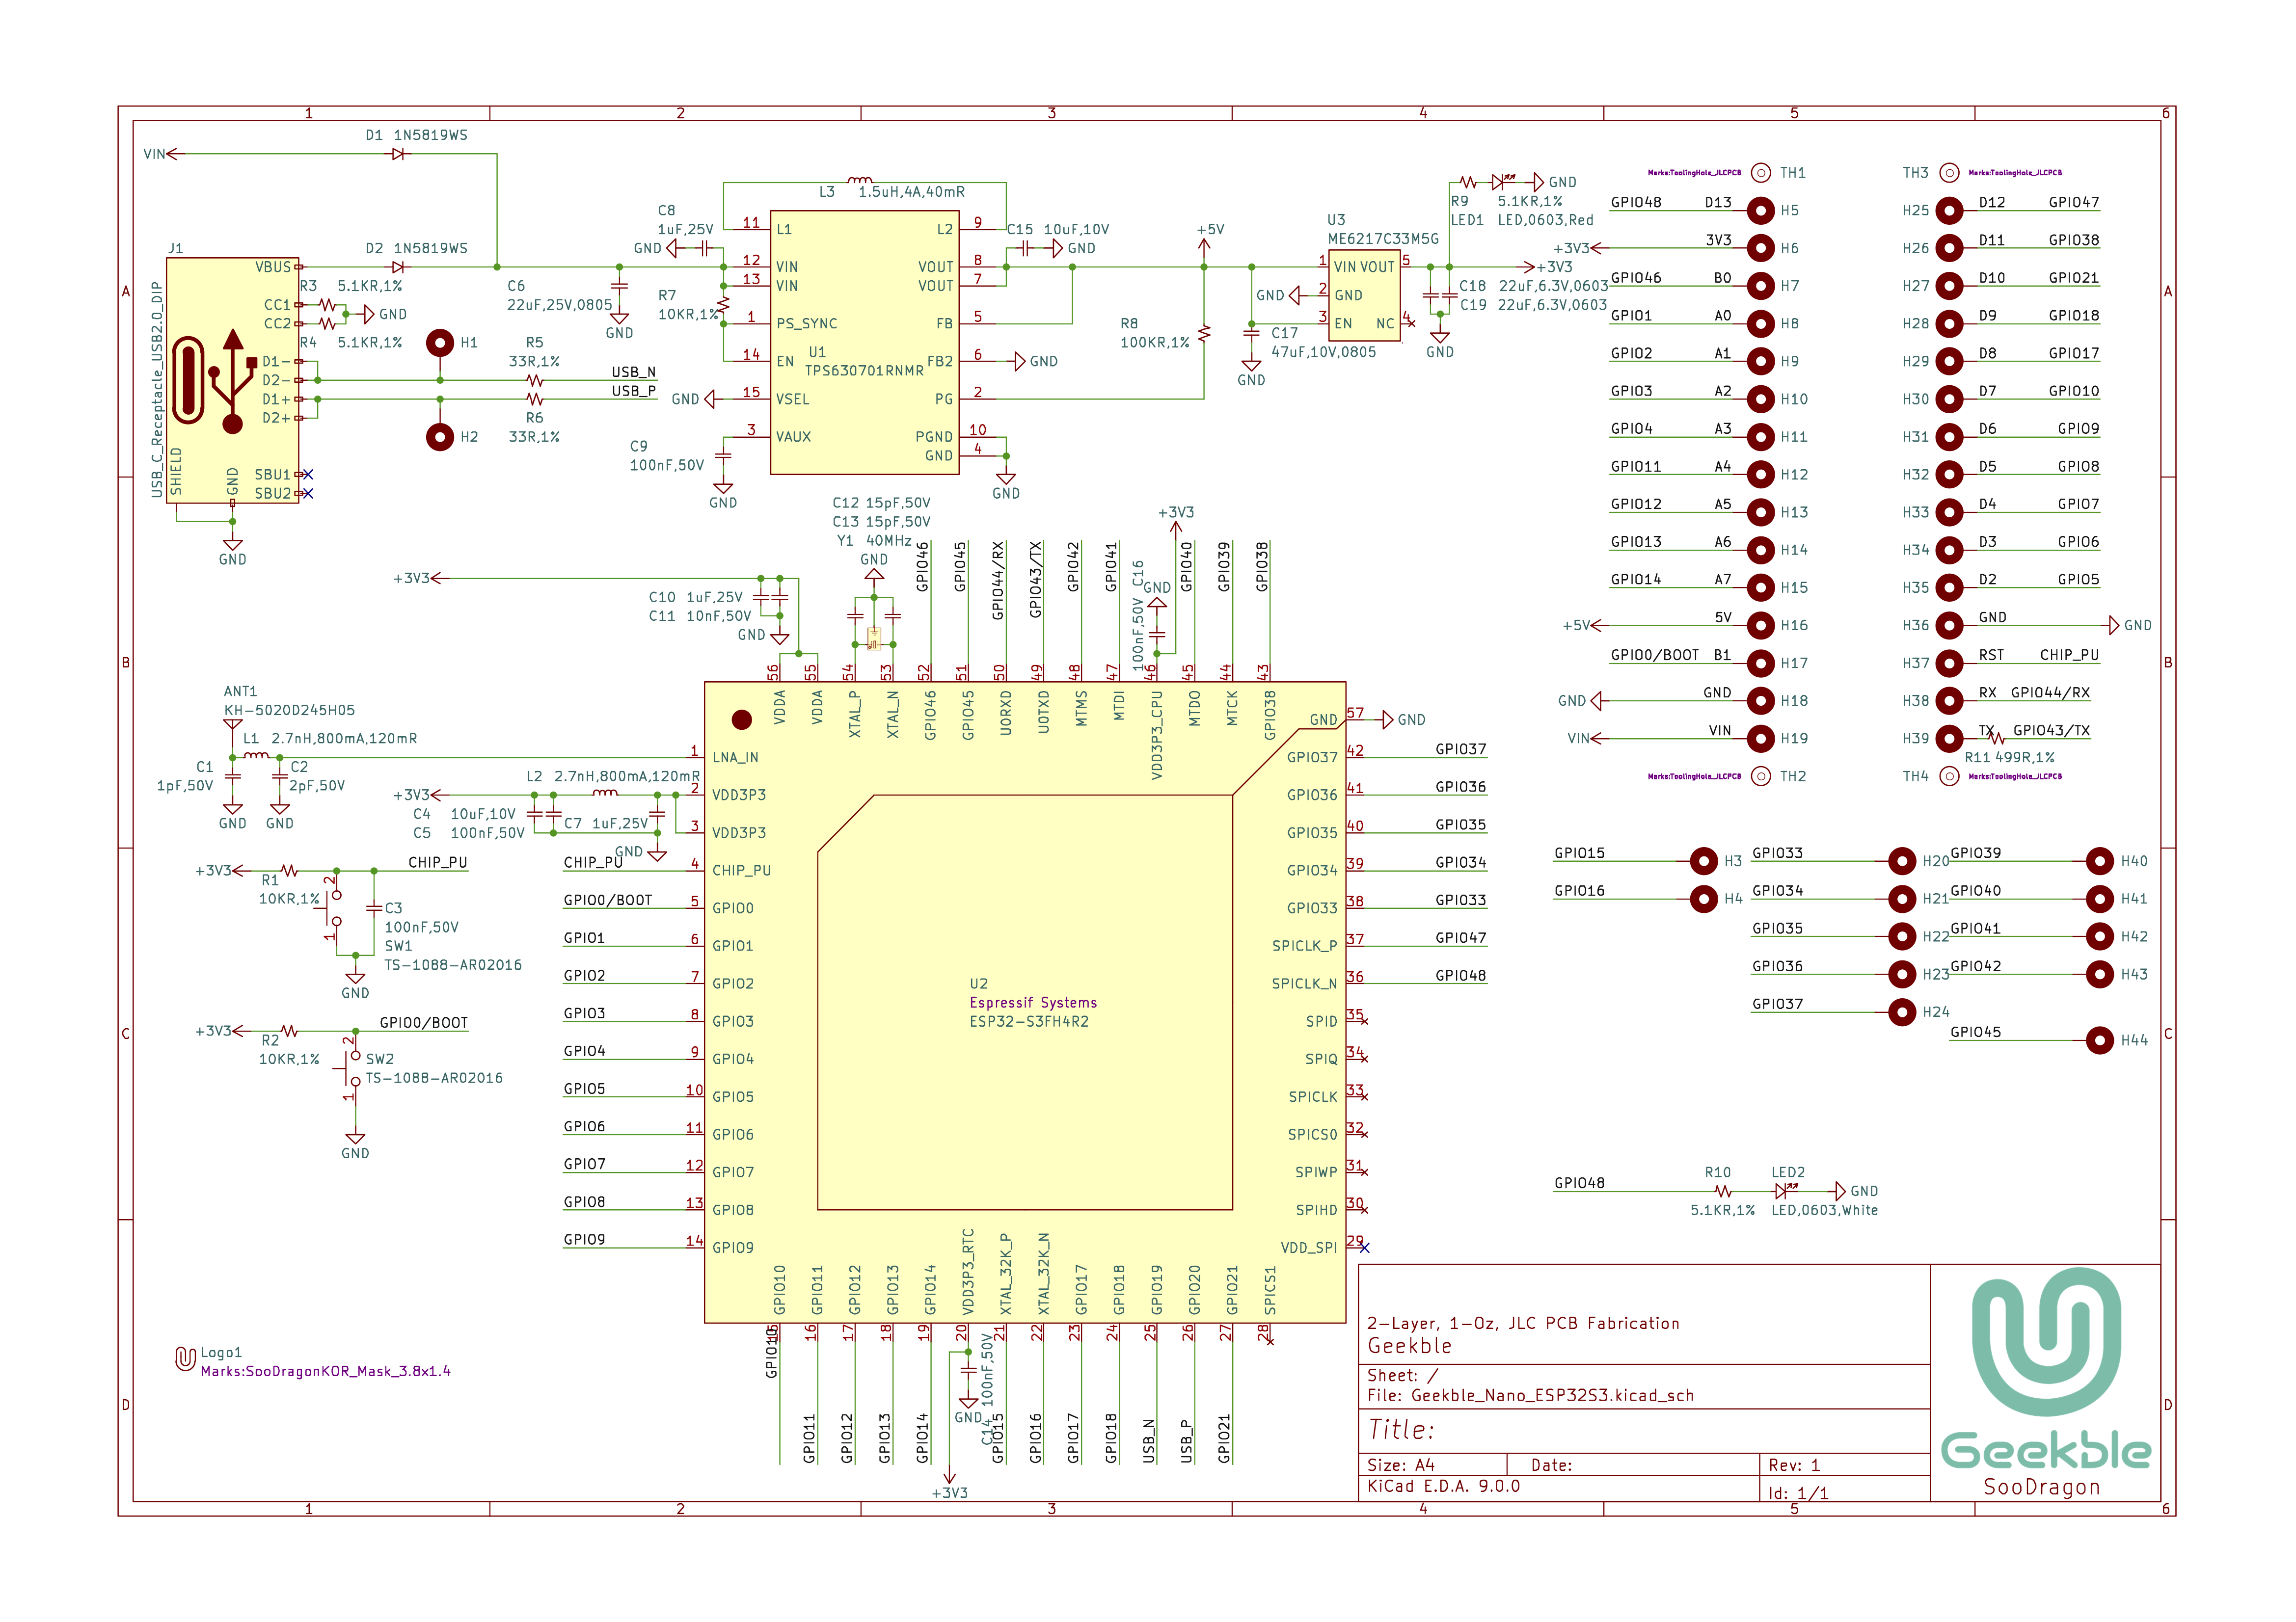 1 2 3 4 5 6
A
B
C
D
D1 1N5819WS
VIN
J1
USB_C_Receptacle_USB2.0_DIP
VBUS
CC1
CC2
D1-
D2-
D1+
D2+
SBU1
SBU2
SHIELD
GND
GND
D2 1N5819WS
R3 5.1KR,1%
GND
R4 5.1KR,1%
H1
H2
R5
33R,1%
USB_N
USB_P
R6
33R,1%
C6
22uF,25V,0805
GND
C8
1uF,25V
GND
R7
10KR,1%
GND
C9
100nF,50V
GND
L3 1.5uH,4A,40mR
11 L1
12 VIN
13 VIN
1 PS_SYNC
14 EN
15 VSEL
3 VAUX
U1
TPS630701RNMR
L2 9
VOUT 8
VOUT 7
FB 5
FB2 6
PG 2
PGND 10
GND 4
GND
GND
C15 10uF,10V
GND
+5V
R8
100KR,1%
C17
47uF,10V,0805
GND
U3
ME6217C33M5G
1 VIN VOUT 5
2 GND
3 EN NC 4
GND
R9 5.1KR,1%
LED1 LED,0603,Red
GND
+3V3
C18 22uF,6.3V,0603
C19 22uF,6.3V,0603
GND
Marks:ToolingHole_JLCPCB TH1
GPIO48 D13 H5
+3V3 3V3 H6
GPIO46 B0 H7
GPIO1 A0 H8
GPIO2 A1 H9
GPIO3 A2 H10
GPIO4 A3 H11
GPIO11 A4 H12
GPIO12 A5 H13
GPIO13 A6 H14
GPIO14 A7 H15
+5V 5V H16
GPIO0/BOOT B1 H17
GND GND H18
VIN VIN H19
Marks:ToolingHole_JLCPCB TH2
TH3 Marks:ToolingHole_JLCPCB
H25 D12 GPIO47
H26 D11 GPIO38
H27 D10 GPIO21
H28 D9 GPIO18
H29 D8 GPIO17
H30 D7 GPIO10
H31 D6 GPIO9
H32 D5 GPIO8
H33 D4 GPIO7
H34 D3 GPIO6
H35 D2 GPIO5
H36 GND GND
H37 RST CHIP_PU
H38 RX GPIO44/RX
H39 TX GPIO43/TX
R11 499R,1%
TH4 Marks:ToolingHole_JLCPCB
+3V3
C10 1uF,25V
C11 10nF,50V
GND
C12 15pF,50V
C13 15pF,50V
Y1 40MHz
GND
GPIO46
GPIO45
GPIO44/RX
GPIO43/TX
GPIO42
GPIO41
C16
100nF,50V
GND
+3V3
GPIO40
GPIO39
GPIO38
56 VDDA
55 VDDA
54 XTAL_P
53 XTAL_N
52 GPIO46
51 GPIO45
50 U0RXD
49 U0TXD
48 MTMS
47 MTDI
46 VDD3P3_CPU
45 MTDO
44 MTCK
43 GPIO38
ANT1
KH-5020D245H05
L1 2.7nH,800mA,120mR
C1
1pF,50V
GND
C2
2pF,50V
GND
L2 2.7nH,800mA,120mR
+3V3
C4 10uF,10V
C5 100nF,50V
C7 1uF,25V
GND
+3V3
R1
10KR,1%
CHIP_PU
2
1
C3
100nF,50V
SW1
TS-1088-AR02016
GND
+3V3
R2
10KR,1%
GPIO0/BOOT
2
1
SW2
TS-1088-AR02016
GND
1 LNA_IN
2 VDD3P3
3 VDD3P3
CHIP_PU 4 CHIP_PU
GPIO0/BOOT 5 GPIO0
GPIO1 6 GPIO1
GPIO2 7 GPIO2
GPIO3 8 GPIO3
GPIO4 9 GPIO4
GPIO5 10 GPIO5
GPIO6 11 GPIO6
GPIO7 12 GPIO7
GPIO8 13 GPIO8
GPIO9 14 GPIO9
U2
Espressif Systems
ESP32-S3FH4R2
GND 57 GND
GPIO37 42 GPIO37
GPIO36 41 GPIO36
GPIO35 40 GPIO35
GPIO34 39 GPIO34
GPIO33 38 GPIO33
SPICLK_P 37 GPIO47
SPICLK_N 36 GPIO48
SPID 35
SPIQ 34
SPICLK 33
SPICS0 32
SPIWP 31
SPIHD 30
VDD_SPI 29
GPIO10 15 GPIO10
GPIO11 16 GPIO11
GPIO12 17 GPIO12
GPIO13 18 GPIO13
GPIO14 19 GPIO14
VDD3P3_RTC 20
XTAL_32K_P 21 GPIO15
XTAL_32K_N 22 GPIO16
GPIO17 23 GPIO17
GPIO18 24 GPIO18
GPIO19 25 USB_N
GPIO20 26 USB_P
GPIO21 27 GPIO21
SPICS1 28
C14 100nF,50V
GND
+3V3
GPIO15 H3
GPIO16 H4
GPIO33 H20
GPIO34 H21
GPIO35 H22
GPIO36 H23
GPIO37 H24
GPIO39 H40
GPIO40 H41
GPIO41 H42
GPIO42 H43
GPIO45 H44
GPIO48
R10
5.1KR,1%
LED2
LED,0603,White
GND
Logo1
Marks:SooDragonKOR_Mask_3.8x1.4
2-Layer, 1-Oz, JLC PCB Fabrication
Geekble
Sheet: /
File: Geekble_Nano_ESP32S3.kicad_sch
Title:
Size: A4 Date: Rev: 1
KiCad E.D.A. 9.0.0 Id: 1/1
Geekble
SooDragon
1 2 3 4 5 6
A
B
C
D